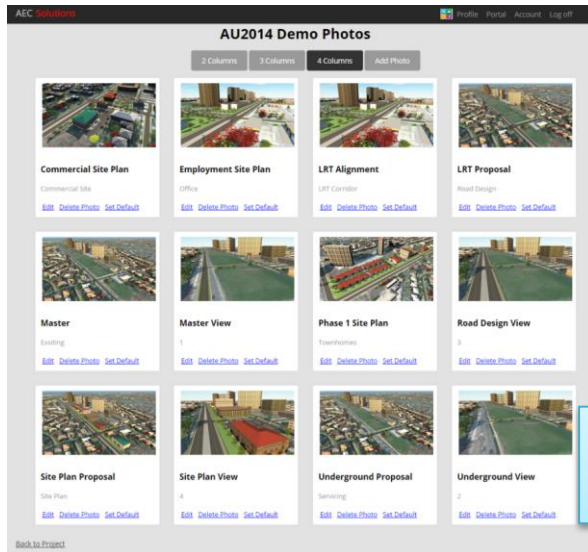 AEC Solutions
Profile Portal Account Log off
AU2014 Demo Photos
2 Columns 3 Columns 4 Columns Add Photo
Commercial Site Plan Employment Site Plan LRT Alignment LRT Proposal
Commercial Site Office LRT Corridor Road Design
Edit Delete Photo Set Default Edit Delete Photo Set Default Edit Delete Photo Set Default Edit Delete Photo Set Default
Master Master View Phase 1 Site Plan Road Design View
Existing 1 Townhomes 3
Edit Delete Photo Set Default Edit Delete Photo Set Default Edit Delete Photo Set Default Edit Delete Photo Set Default
Site Plan Proposal Site Plan View Underground Proposal Underground View
Site Plan 4 Servicing 2
Edit Delete Photo Set Default Edit Delete Photo Set Default Edit Delete Photo Set Default Edit Delete Photo Set Default
Back to Project